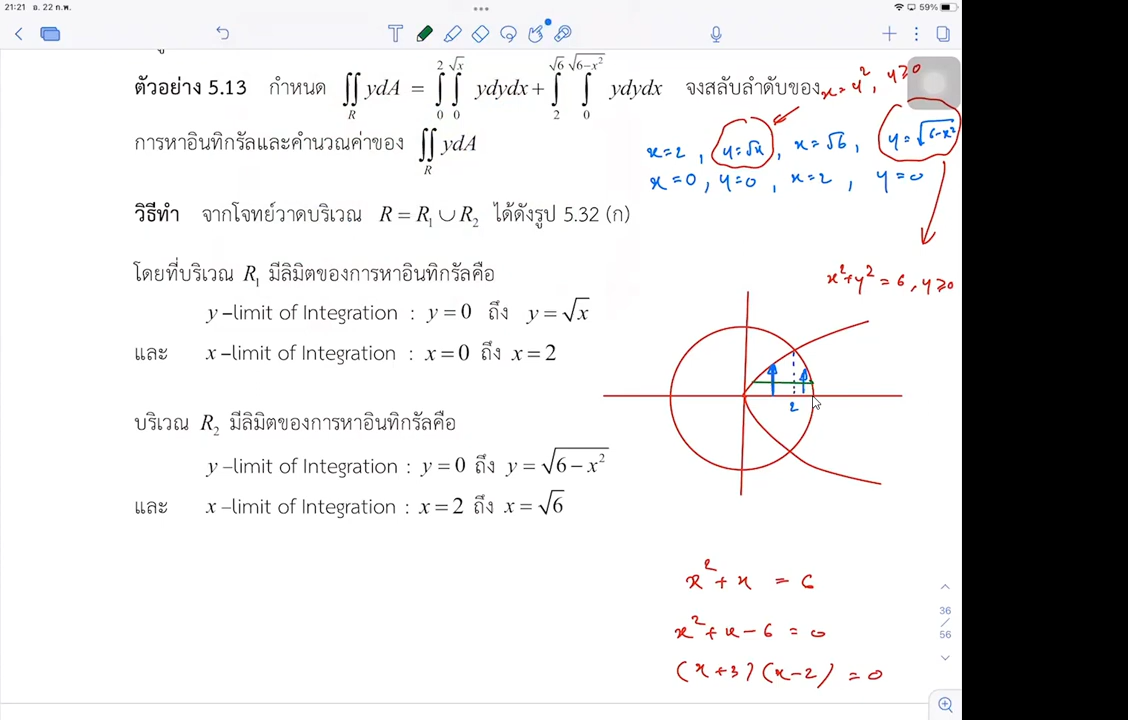 21:21 อ. 22 ก.พ.
59%
ตัวอย่าง 5.13 กำหนด ∬_R ydA = ∫_0^2 ∫_0^{√x} ydydx + ∫_2^{√6} ∫_0^{√(6−x²)} ydydx จงสลับลำดับของ
x=y², y≥0
การหาอินทิกรัลและคำนวณค่าของ ∬_R ydA
x=2, y=√x, x=√6, y=√(6−x²)
x=0, y=0, x=2, y=0
วิธีทำ จากโจทย์วาดบริเวณ R = R₁ ∪ R₂ ได้ดังรูป 5.32 (ก)
โดยที่บริเวณ R₁ มีลิมิตของการหาอินทิกรัลคือ
x²+y²=6, y≥0
y –limit of Integration : y = 0 ถึง y = √x
และ x –limit of Integration : x = 0 ถึง x = 2
2
บริเวณ R₂ มีลิมิตของการหาอินทิกรัลคือ
y –limit of Integration : y = 0 ถึง y = √(6−x²)
และ x –limit of Integration : x = 2 ถึง x = √6
x²+x = 6
x²+x−6 = 0
(x+3)(x−2) = 0
36
/
56